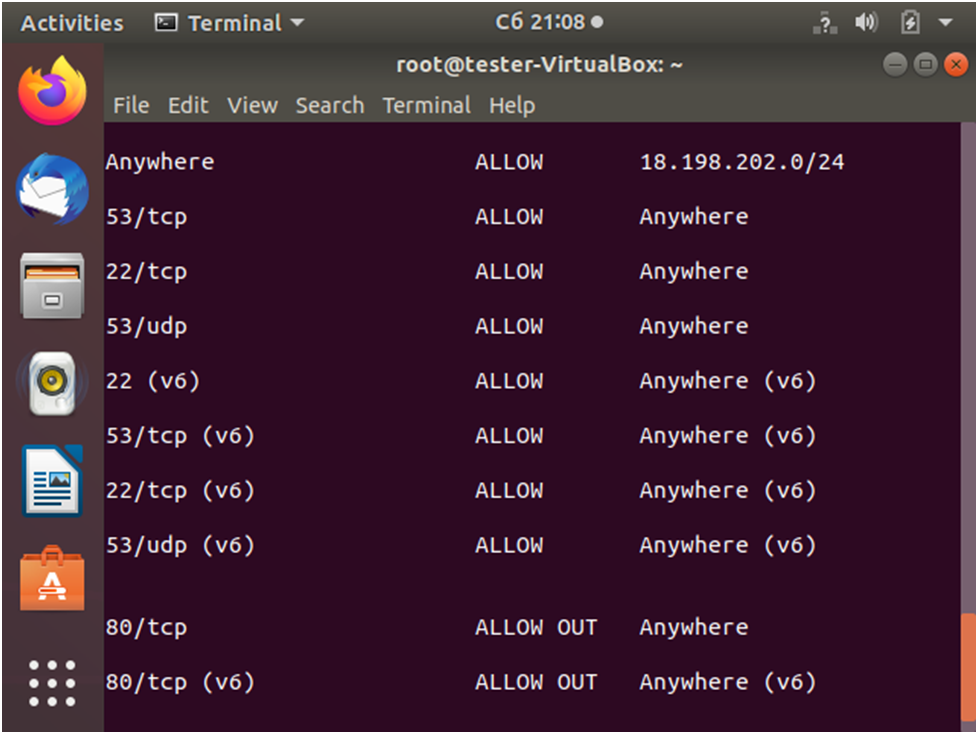 Activities Terminal Сб 21:08
root@tester-VirtualBox: ~
File Edit View Search Terminal Help
Anywhere ALLOW 18.198.202.0/24
53/tcp ALLOW Anywhere
22/tcp ALLOW Anywhere
53/udp ALLOW Anywhere
22 (v6) ALLOW Anywhere (v6)
53/tcp (v6) ALLOW Anywhere (v6)
22/tcp (v6) ALLOW Anywhere (v6)
53/udp (v6) ALLOW Anywhere (v6)
80/tcp ALLOW OUT Anywhere
80/tcp (v6) ALLOW OUT Anywhere (v6)